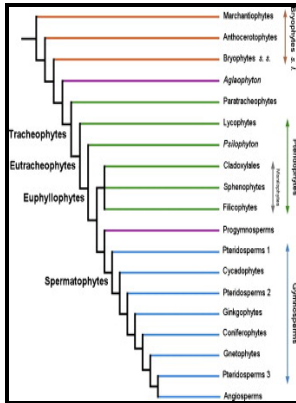 Marchantiophytes
Anthocerotophytes
Bryophytes s. s.
Aglaophyton
Paratracheophytes
Lycophytes
Psilophyton
Cladoxylales
Sphenophytes
Filicophytes
Progymnosperms
Pteridosperms 1
Cycadophytes
Pteridosperms 2
Ginkgophytes
Coniferophytes
Gnetophytes
Pteridosperms 3
Angiosperms
Tracheophytes
Eutracheophytes
Euphyllophytes
Spermatophytes
Bryophytes s. l.
Pteridophytes
Gymnosperms